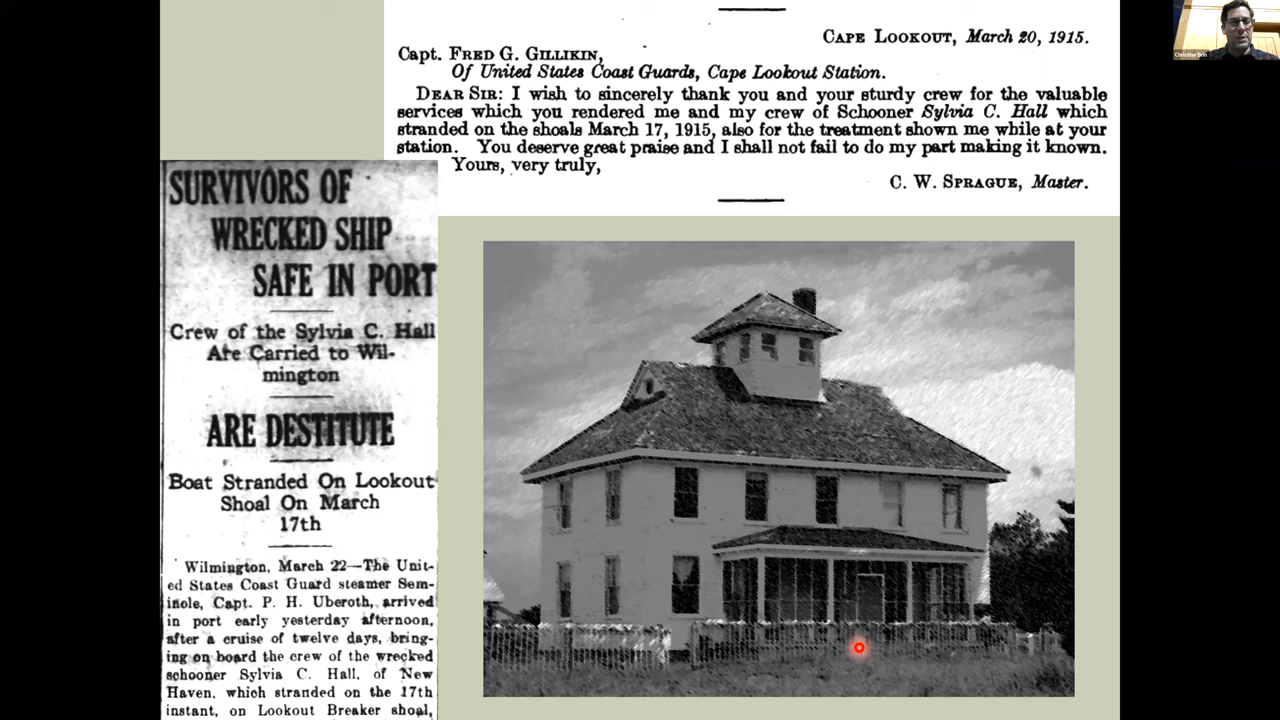 CAPE LOOKOUT, March 20, 1915.
Capt. FRED G. GILLIKIN,
Of United States Coast Guards, Cape Lookout Station.
DEAR SIR: I wish to sincerely thank you and your sturdy crew for the valuable
services which you rendered me and my crew of Schooner Sylvia C. Hall which
stranded on the shoals March 17, 1915, also for the treatment shown me while at your
station. You deserve great praise and I shall not fail to do my part making it known.
Yours, very truly,
C. W. SPRAGUE, Master.
SURVIVORS OF
WRECKED SHIP
SAFE IN PORT
Crew of the Sylvia C. Hall
Are Carried to Wil-
mington
ARE DESTITUTE
Boat Stranded On Lookout
Shoal On March
17th
Wilmington, March 22—The Unit-
ed States Coast Guard steamer Sem-
inole, Capt. P. H. Uberoth, arrived
in port early yesterday afternoon,
after a cruise of twelve days, bring-
ing on board the crew of the wrecked
schooner Sylvia C. Hall, of New
Haven, which stranded on the 17th
instant, on Lookout Breaker shoal,
Christine Brin